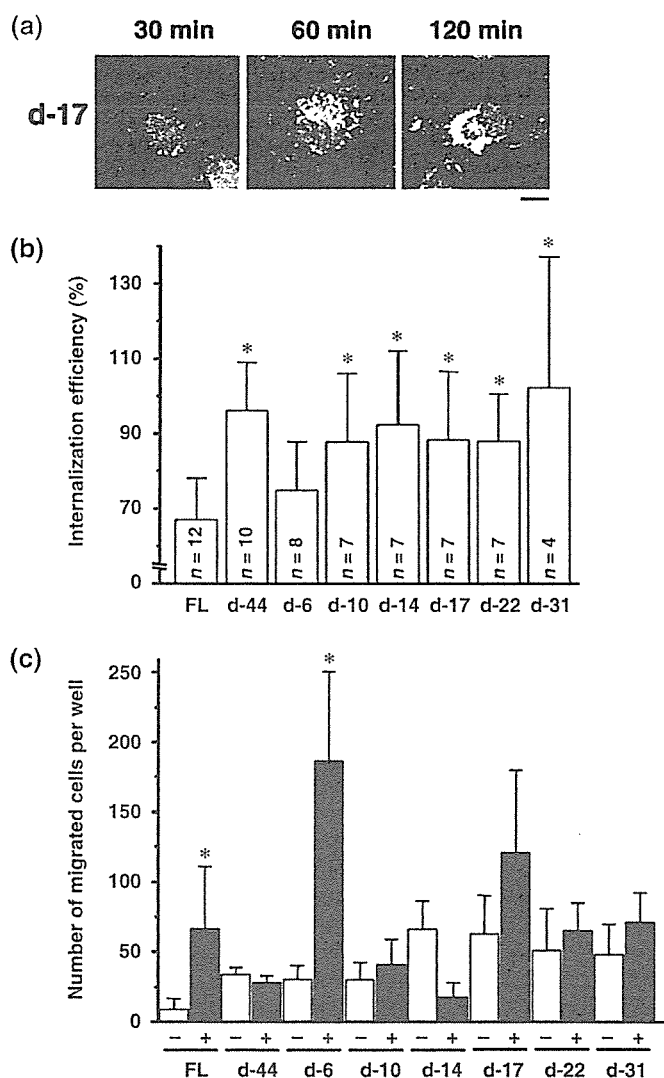 (a)
30 min 60 min 120 min
d-17
(b)
Internalization efficiency (%)
130
110
90
70
0
* * * * * *
n = 12 n = 10 n = 8 n = 7 n = 7 n = 7 n = 7 n = 4
FL d-44 d-6 d-10 d-14 d-17 d-22 d-31
(c)
Number of migrated cells per well
250
200
150
100
50
0
* *
− + − + − + − + − + − + − + − +
FL d-44 d-6 d-10 d-14 d-17 d-22 d-31